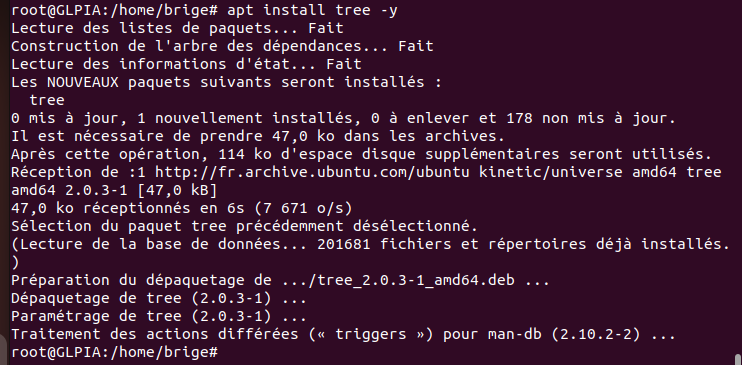 root@GLPIA:/home/brige# apt install tree -y
Lecture des listes de paquets... Fait
Construction de l'arbre des dépendances... Fait
Lecture des informations d'état... Fait
Les NOUVEAUX paquets suivants seront installés :
  tree
0 mis à jour, 1 nouvellement installés, 0 à enlever et 178 non mis à jour.
Il est nécessaire de prendre 47,0 ko dans les archives.
Après cette opération, 114 ko d'espace disque supplémentaires seront utilisés.
Réception de :1 http://fr.archive.ubuntu.com/ubuntu kinetic/universe amd64 tree
amd64 2.0.3-1 [47,0 kB]
47,0 ko réceptionnés en 6s (7 671 o/s)
Sélection du paquet tree précédemment désélectionné.
(Lecture de la base de données... 201681 fichiers et répertoires déjà installés.
)
Préparation du dépaquetage de .../tree_2.0.3-1_amd64.deb ...
Dépaquetage de tree (2.0.3-1) ...
Paramétrage de tree (2.0.3-1) ...
Traitement des actions différées (« triggers ») pour man-db (2.10.2-2) ...
root@GLPIA:/home/brige#